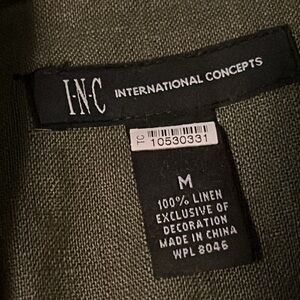 I·N·C INTERNATIONAL CONCEPTS
TC 10530331
M
100% LINEN
EXCLUSIVE OF
DECORATION
MADE IN CHINA
WPL 8046